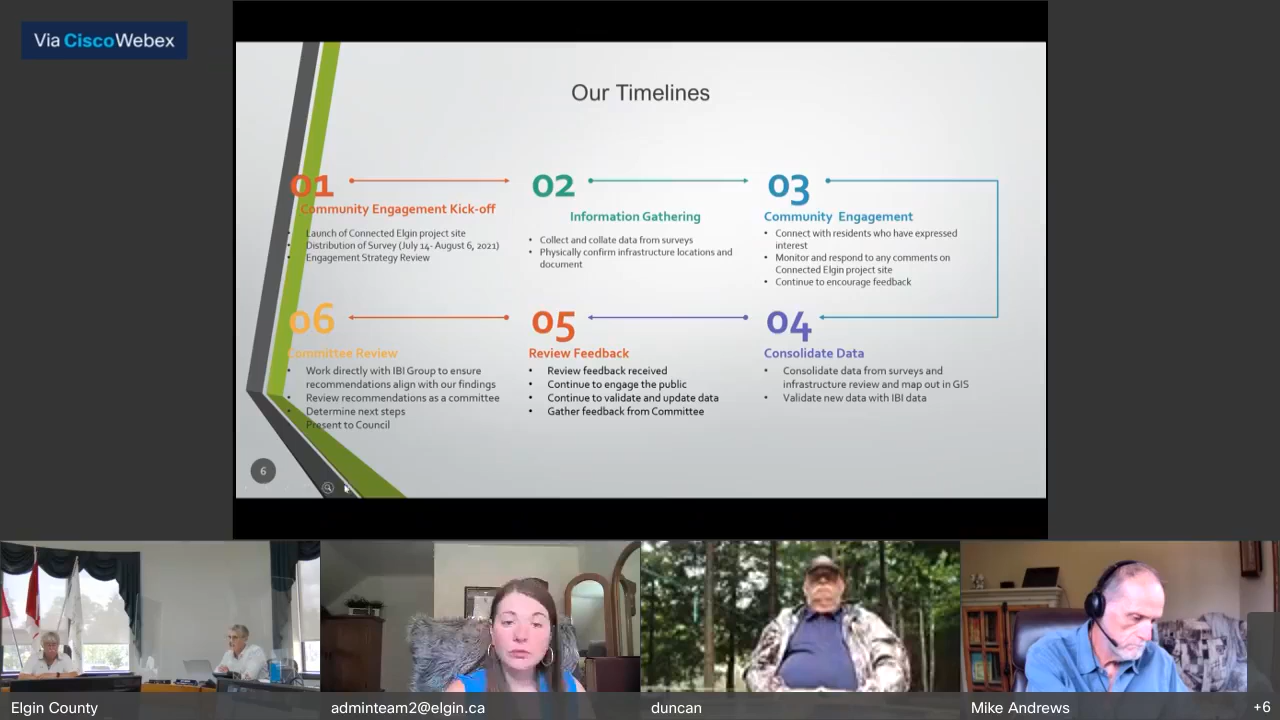 Via Cisco Webex
Our Timelines
01
Community Engagement Kick-off
• Launch of Connected Elgin project site
• Distribution of Survey (July 14- August 6, 2021)
• Engagement Strategy Review
02
Information Gathering
• Collect and collate data from surveys
• Physically confirm infrastructure locations and
document
03
Community Engagement
• Connect with residents who have expressed
interest
• Monitor and respond to any comments on
Connected Elgin project site
• Continue to encourage feedback
06
Committee Review
• Work directly with IBI Group to ensure
recommendations align with our findings
• Review recommendations as a committee
• Determine next steps
• Present to Council
05
Review Feedback
• Review feedback received
• Continue to engage the public
• Continue to validate and update data
• Gather feedback from Committee
04
Consolidate Data
• Consolidate data from surveys and
infrastructure review and map out in GIS
• Validate new data with IBI data
6
Elgin County
adminteam2@elgin.ca
duncan
Mike Andrews
+6